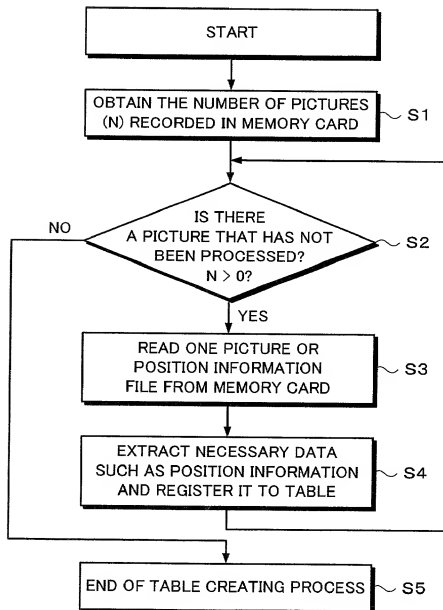 START
OBTAIN THE NUMBER OF PICTURES
(N) RECORDED IN MEMORY CARD
S1
IS THERE
A PICTURE THAT HAS NOT
BEEN PROCESSED?
N > 0?
S2
NO
YES
READ ONE PICTURE OR
POSITION INFORMATION
FILE FROM MEMORY CARD
S3
EXTRACT NECESSARY DATA
SUCH AS POSITION INFORMATION
AND REGISTER IT TO TABLE
S4
END OF TABLE CREATING PROCESS
S5